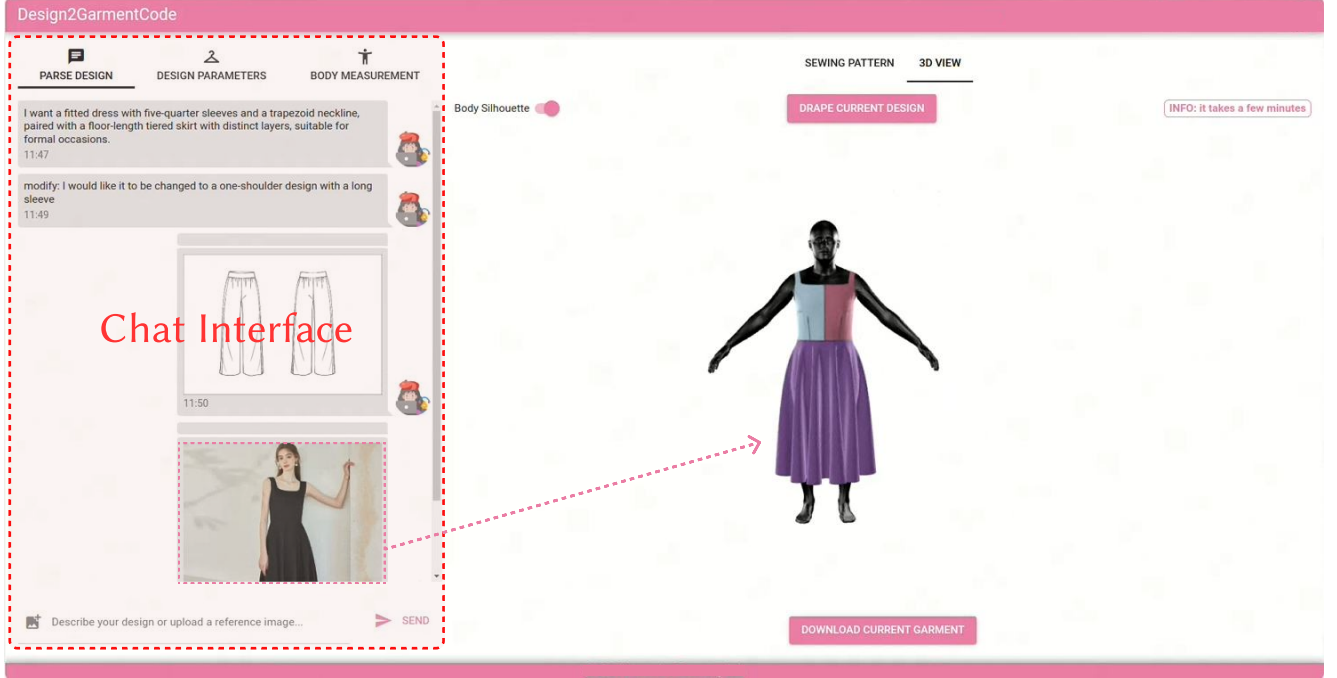 Design2GarmentCode
PARSE DESIGN
DESIGN PARAMETERS
BODY MEASUREMENT
I want a fitted dress with five-quarter sleeves and a trapezoid neckline,
paired with a floor-length tiered skirt with distinct layers, suitable for
formal occasions.
11:47
modify: I would like it to be changed to a one-shoulder design with a long
sleeve
11:49
Chat Interface
11:50
Describe your design or upload a reference image...
SEND
SEWING PATTERN
3D VIEW
Body Silhouette
DRAPE CURRENT DESIGN
INFO: it takes a few minutes
DOWNLOAD CURRENT GARMENT